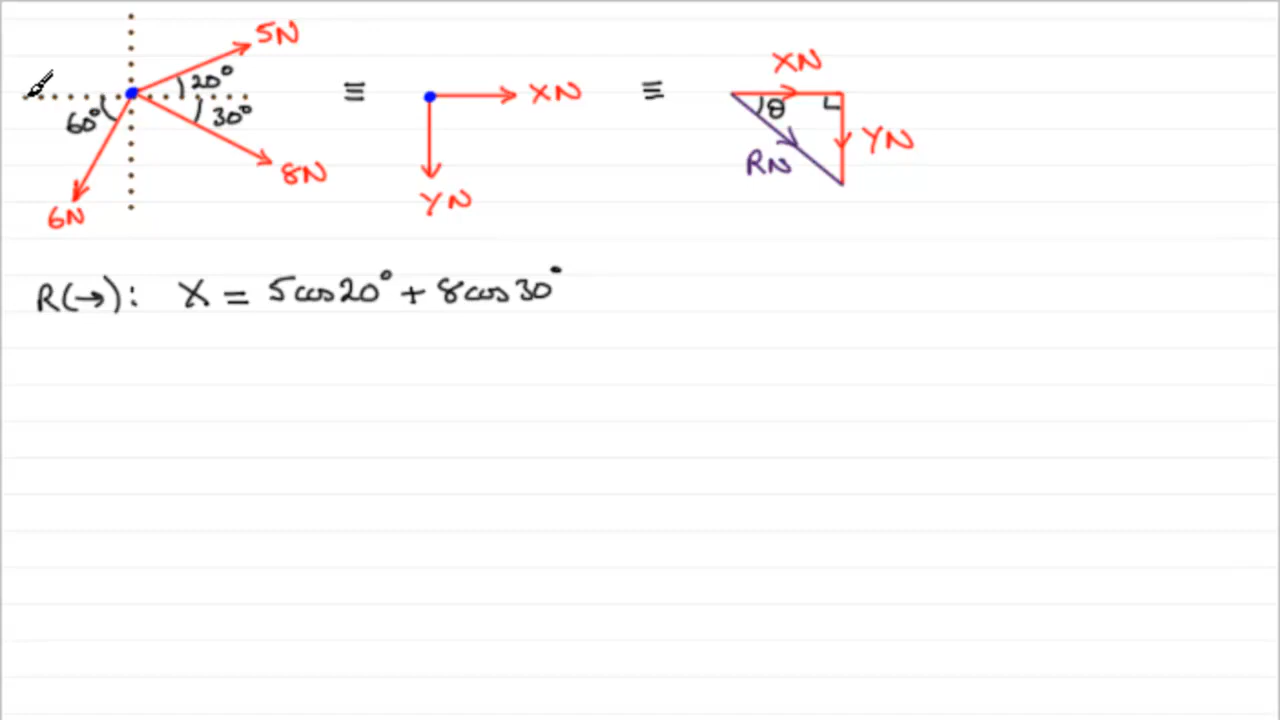 5N
20°
60°
30°
8N
6N
≡
XN
YN
≡
XN
θ
YN
RN
R(→): X = 5cos20° + 8cos30°